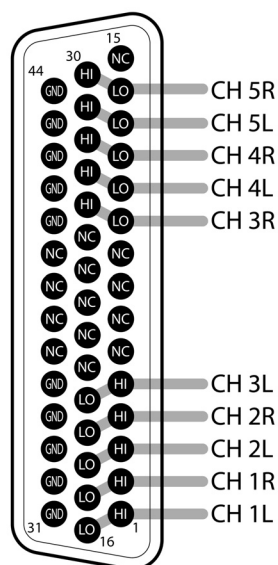 15
30 NC
44 HI
GND LO CH 5R
HI
GND LO CH 5L
HI
GND LO CH 4R
HI
GND LO CH 4L
HI
GND LO CH 3R
NC
NC NC
NC
NC NC
NC
NC NC
NC
NC NC
NC
GND HI CH 3L
LO
GND HI CH 2R
LO
GND HI CH 2L
LO
GND HI CH 1R
LO
GND HI CH 1L
31 LO 1
16